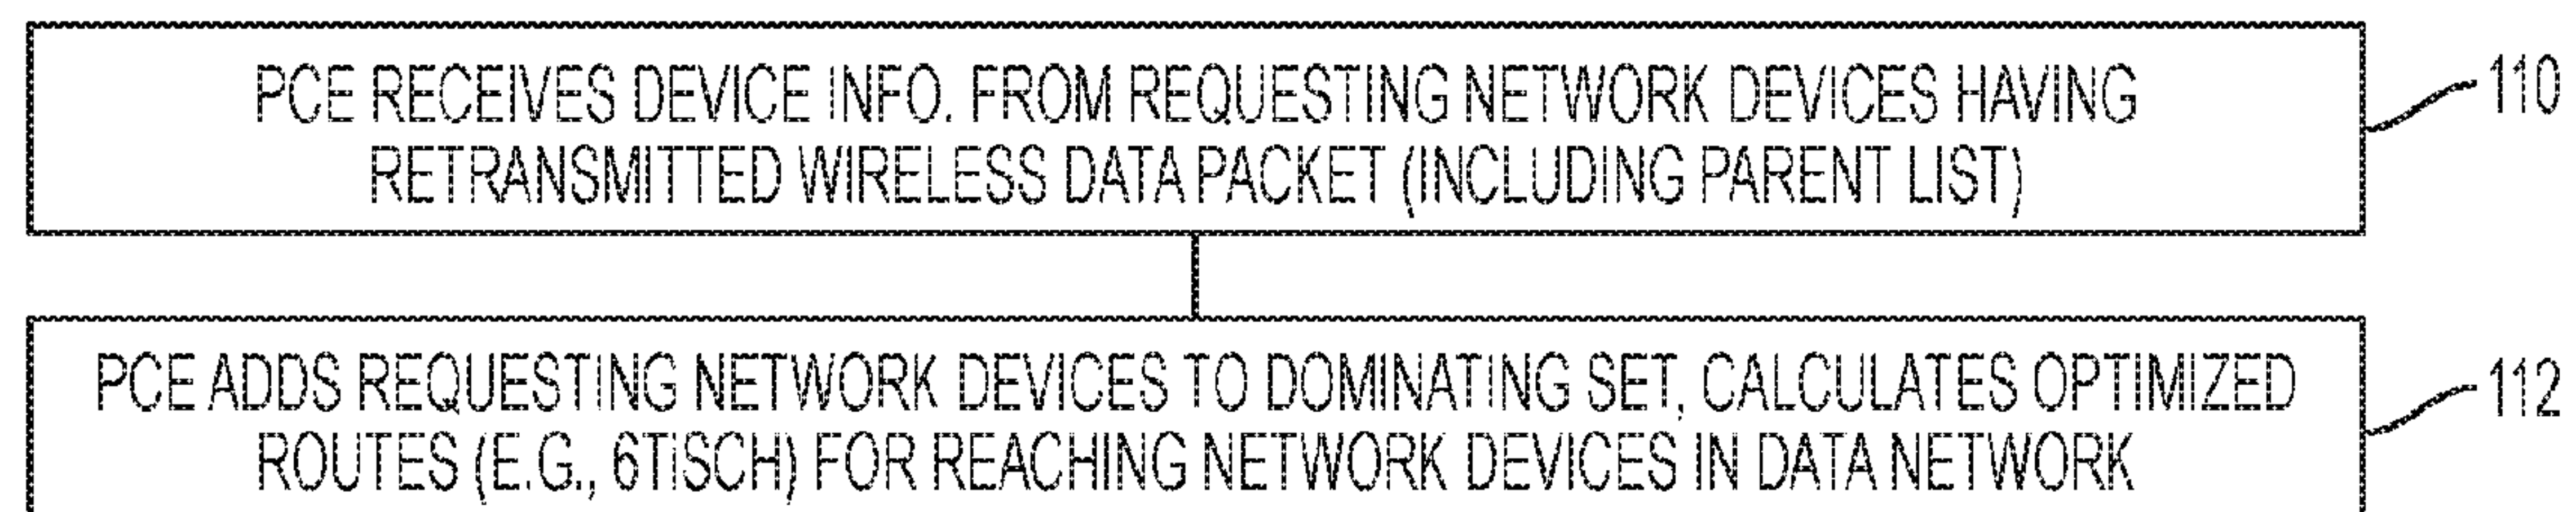 PCE RECEIVES DEVICE INFO. FROM REQUESTING NETWORK DEVICES HAVING
RETRANSMITTED WIRELESS DATA PACKET (INCLUDING PARENT LIST)
110
PCE ADDS REQUESTING NETWORK DEVICES TO DOMINATING SET, CALCULATES OPTIMIZED
ROUTES (E.G., 6TiSCH) FOR REACHING NETWORK DEVICES IN DATA NETWORK
112